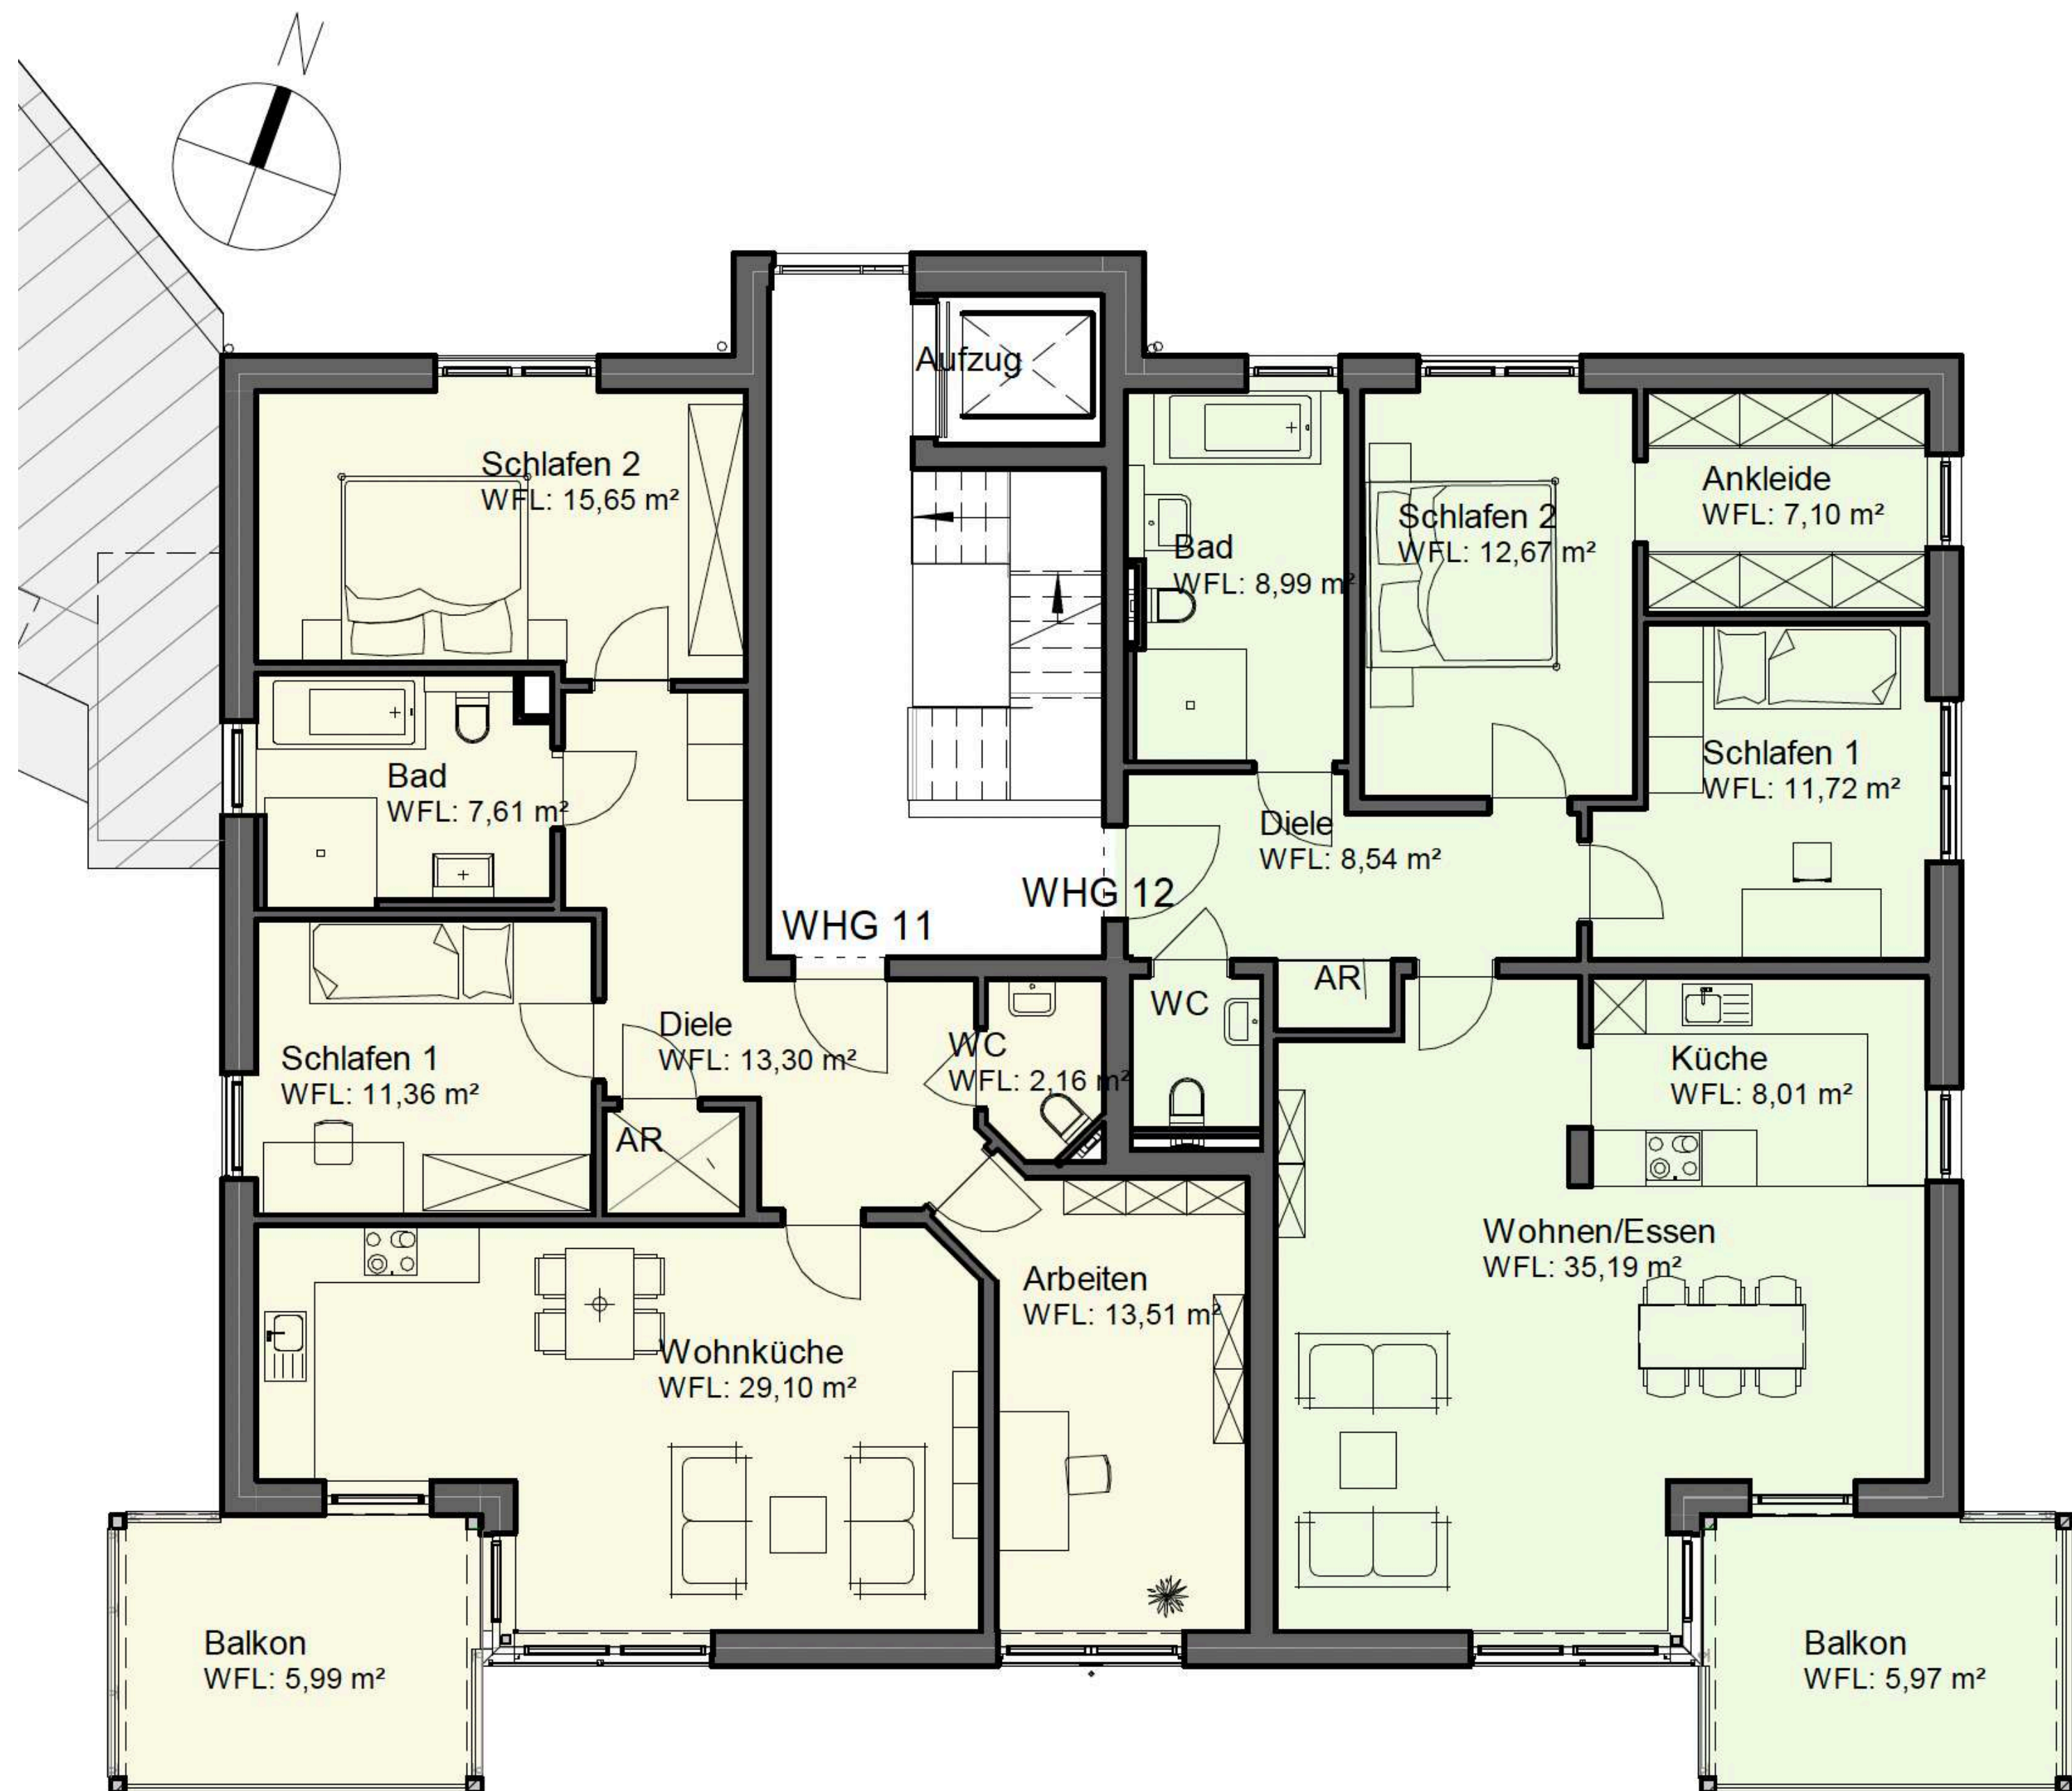 N
Aufzug
Schlafen 2
WFL: 15,65 m²
Bad
WFL: 8,99 m²
Schlafen 2
WFL: 12,67 m²
Ankleide
WFL: 7,10 m²
Bad
WFL: 7,61 m²
Schlafen 1
WFL: 11,72 m²
Diele
WFL: 8,54 m²
WHG 11
WHG 12
Schlafen 1
WFL: 11,36 m²
Diele
WFL: 13,30 m²
WC
WFL: 2,16 m²
WC
AR
Küche
WFL: 8,01 m²
AR
Wohnküche
WFL: 29,10 m²
Arbeiten
WFL: 13,51 m²
Wohnen/Essen
WFL: 35,19 m²
Balkon
WFL: 5,99 m²
Balkon
WFL: 5,97 m²